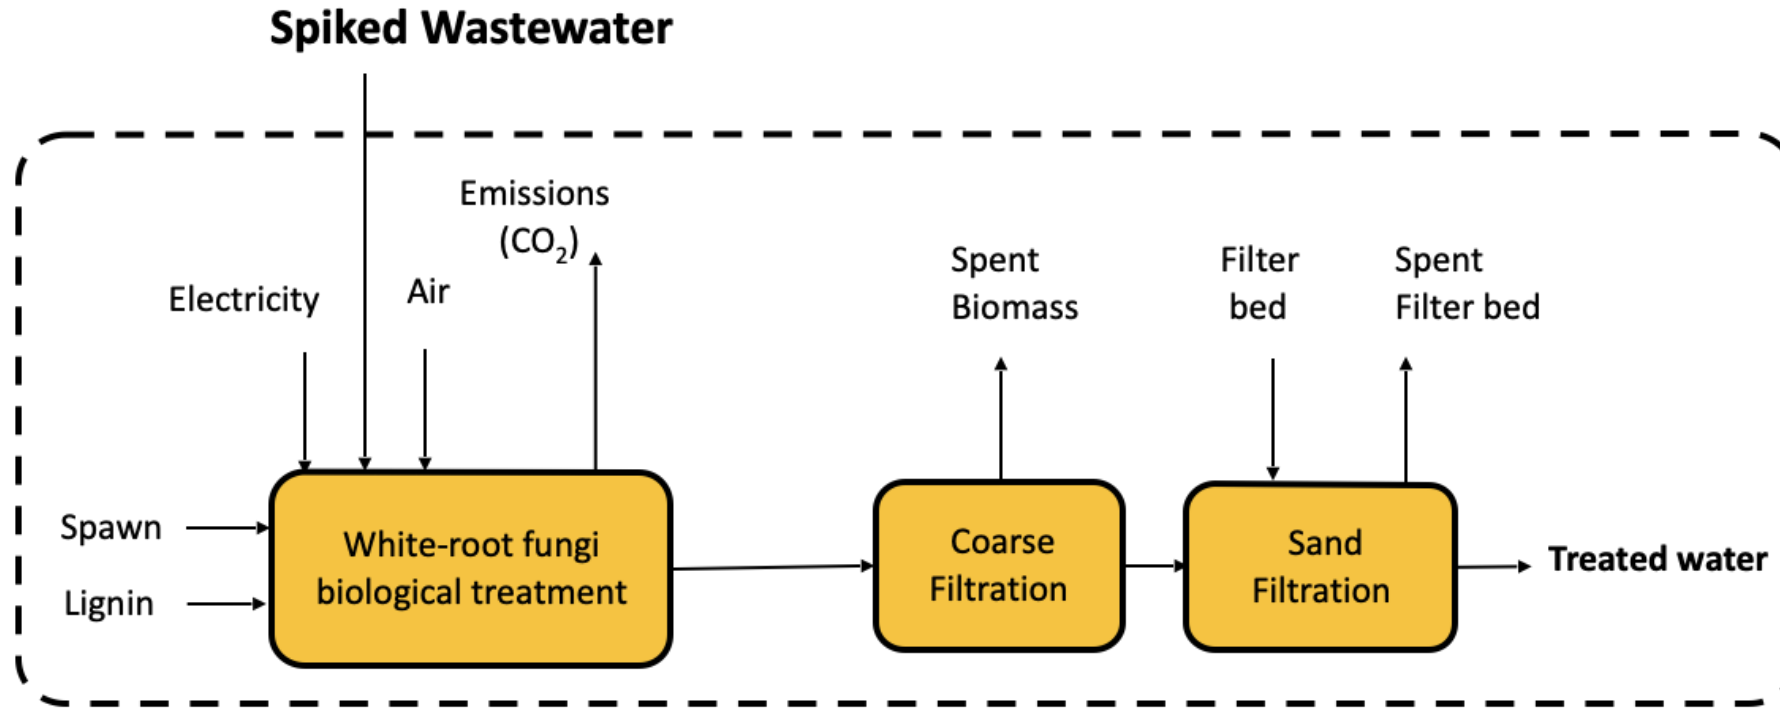 Spiked Wastewater
Emissions
(CO₂)
Electricity
Air
Spent
Biomass
Filter
bed
Spent
Filter bed
Spawn
Lignin
White-root fungi
biological treatment
Coarse
Filtration
Sand
Filtration
Treated water